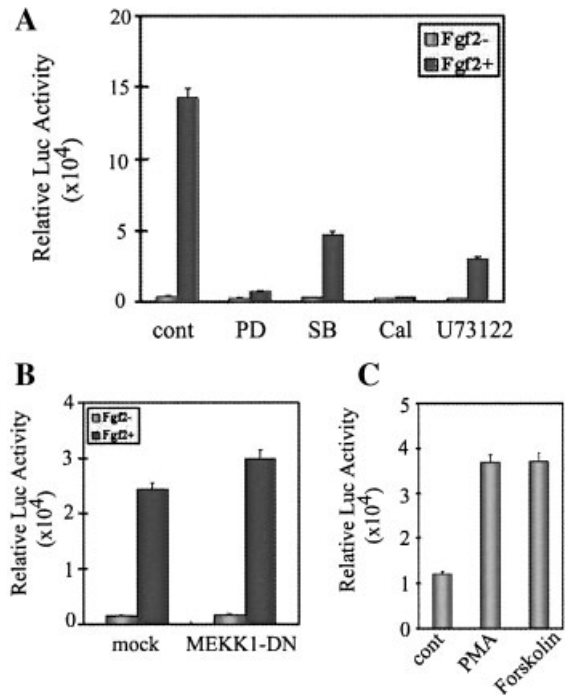 A
Relative Luc Activity
(x10⁴)
20
15
10
5
0
Fgf2-
Fgf2+
cont PD SB Cal U73122
B
Relative Luc Activity
(x10⁴)
4
3
2
1
0
Fgf2-
Fgf2+
mock MEKK1-DN
C
Relative Luc Activity
(x10⁴)
5
4
3
2
1
0
cont PMA Forskolin